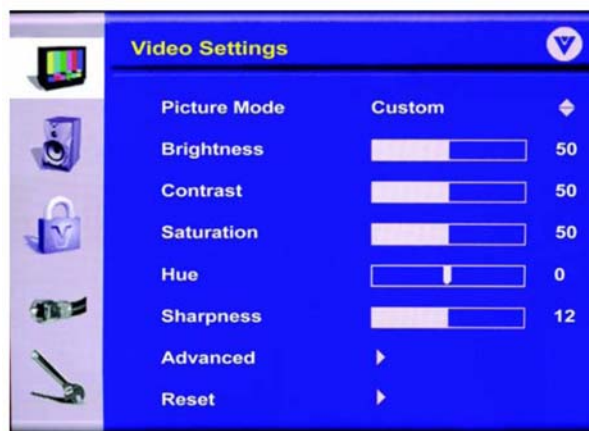 Video Settings
Picture Mode Custom
Brightness 50
Contrast 50
Saturation 50
Hue 0
Sharpness 12
Advanced
Reset